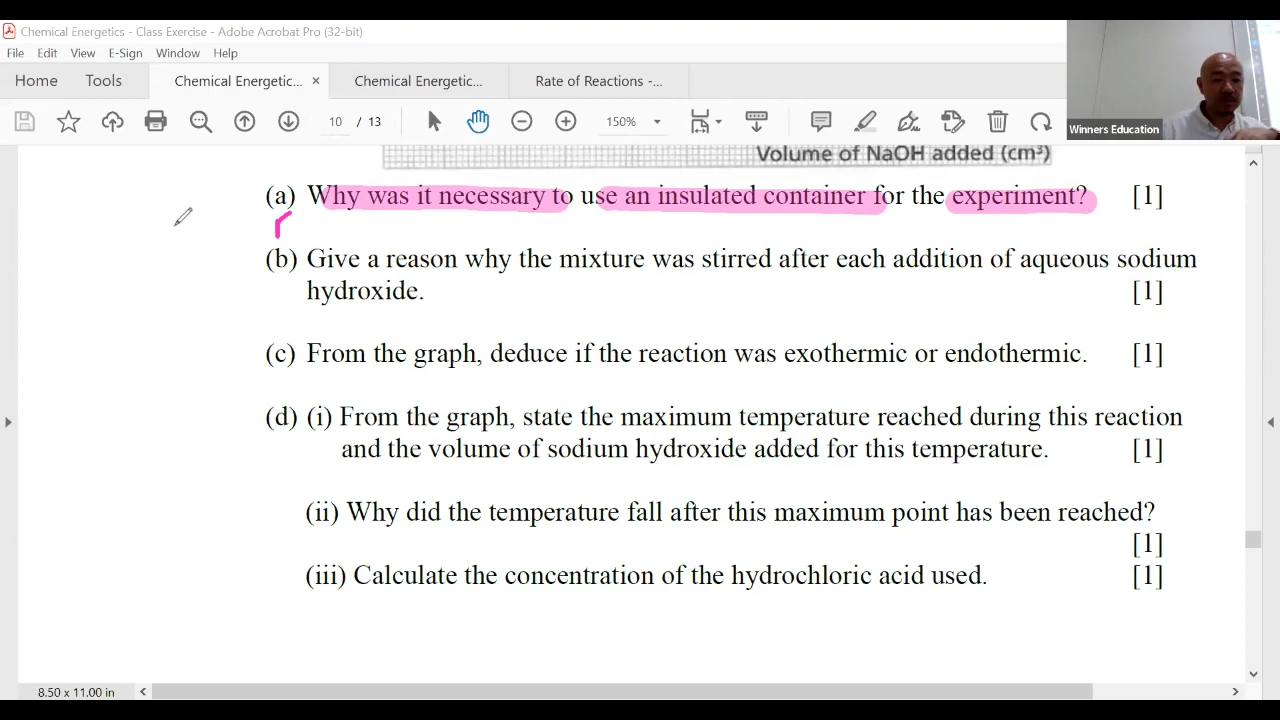 Chemical Energetics - Class Exercise - Adobe Acrobat Pro (32-bit)
File Edit View E-Sign Window Help
Home Tools Chemical Energetic... × Chemical Energetic... Rate of Reactions -...
10 / 13 150%
Winners Education
Volume of NaOH added (cm³)
(a) Why was it necessary to use an insulated container for the experiment? [1]
(b) Give a reason why the mixture was stirred after each addition of aqueous sodium
hydroxide. [1]
(c) From the graph, deduce if the reaction was exothermic or endothermic. [1]
(d) (i) From the graph, state the maximum temperature reached during this reaction
and the volume of sodium hydroxide added for this temperature. [1]
(ii) Why did the temperature fall after this maximum point has been reached?
[1]
(iii) Calculate the concentration of the hydrochloric acid used. [1]
8.50 x 11.00 in